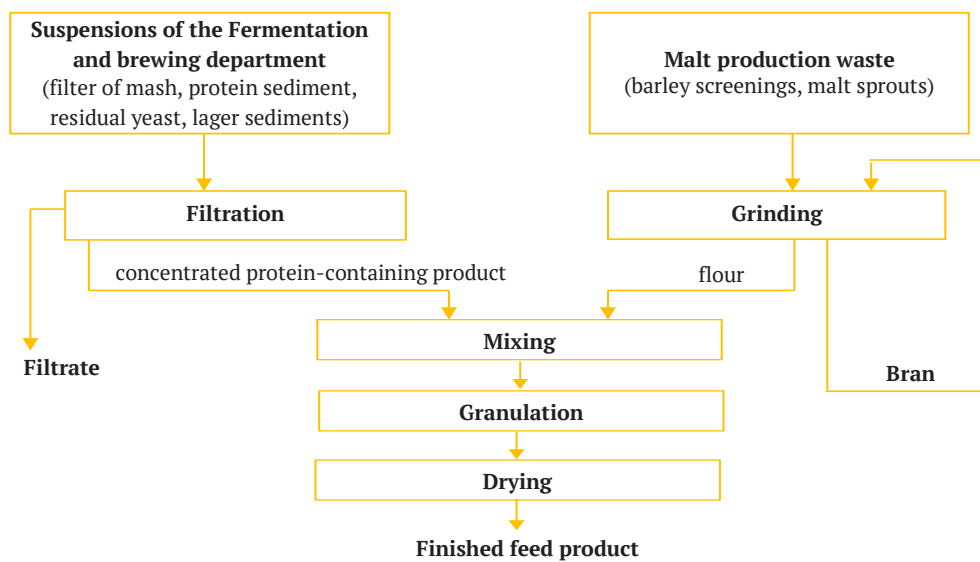 Suspensions of the Fermentation
and brewing department
(filter of mash, protein sediment,
residual yeast, lager sediments)
Malt production waste
(barley screenings, malt sprouts)
Filtration
Grinding
concentrated protein-containing product
flour
Mixing
Filtrate
Bran
Granulation
Drying
Finished feed product